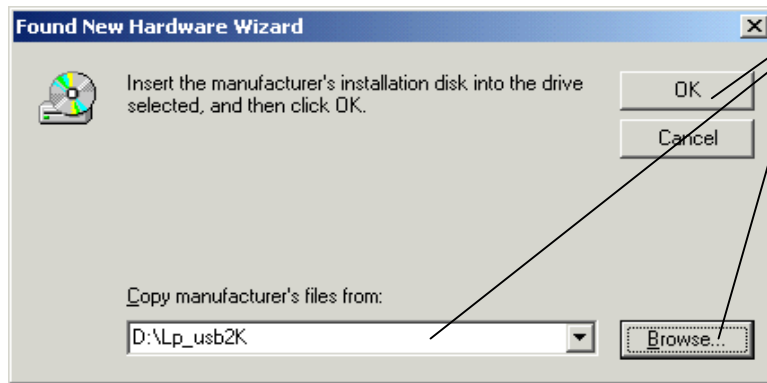 Found New Hardware Wizard
Insert the manufacturer's installation disk into the drive
selected, and then click OK.
OK
Cancel
Copy manufacturer's files from:
D:\Lp_usb2K
Browse...